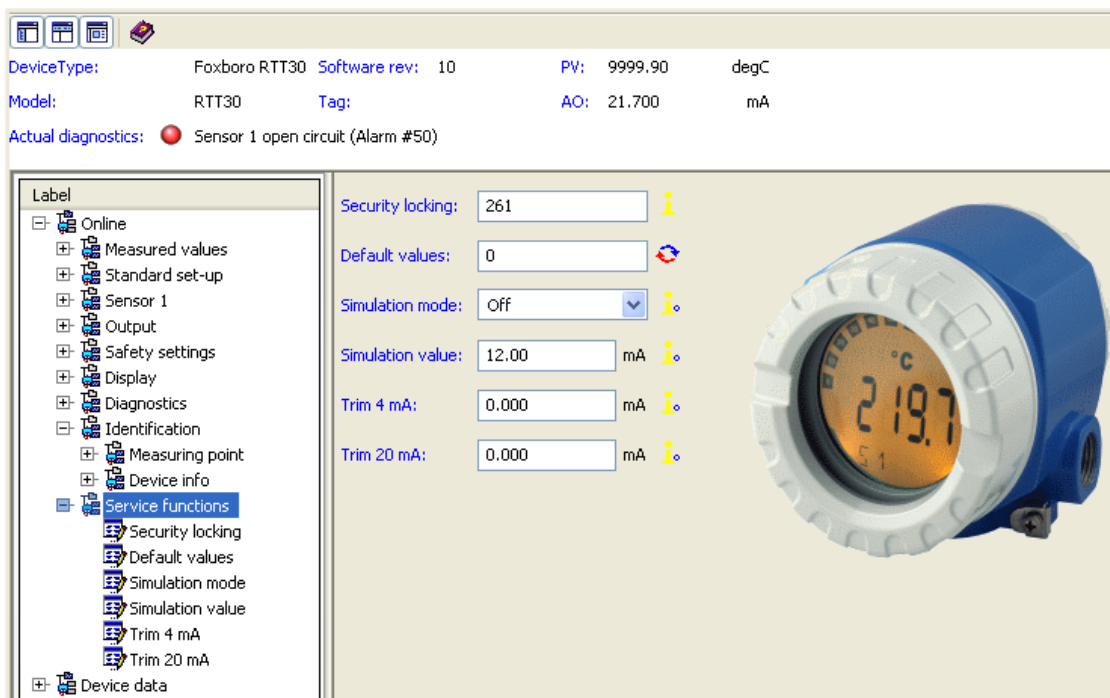 DeviceType: Foxboro RTT30 Software rev: 10 PV: 9999.90 degC
Model: RTT30 Tag: AO: 21.700 mA
Actual diagnostics: Sensor 1 open circuit (Alarm #50)
Label
Online
Measured values
Standard set-up
Sensor 1
Output
Safety settings
Display
Diagnostics
Identification
Measuring point
Device info
Service functions
Security locking
Default values
Simulation mode
Simulation value
Trim 4 mA
Trim 20 mA
Device data
Security locking: 261
Default values: 0
Simulation mode: Off
Simulation value: 12.00 mA
Trim 4 mA: 0.000 mA
Trim 20 mA: 0.000 mA
°C
219.7
S1